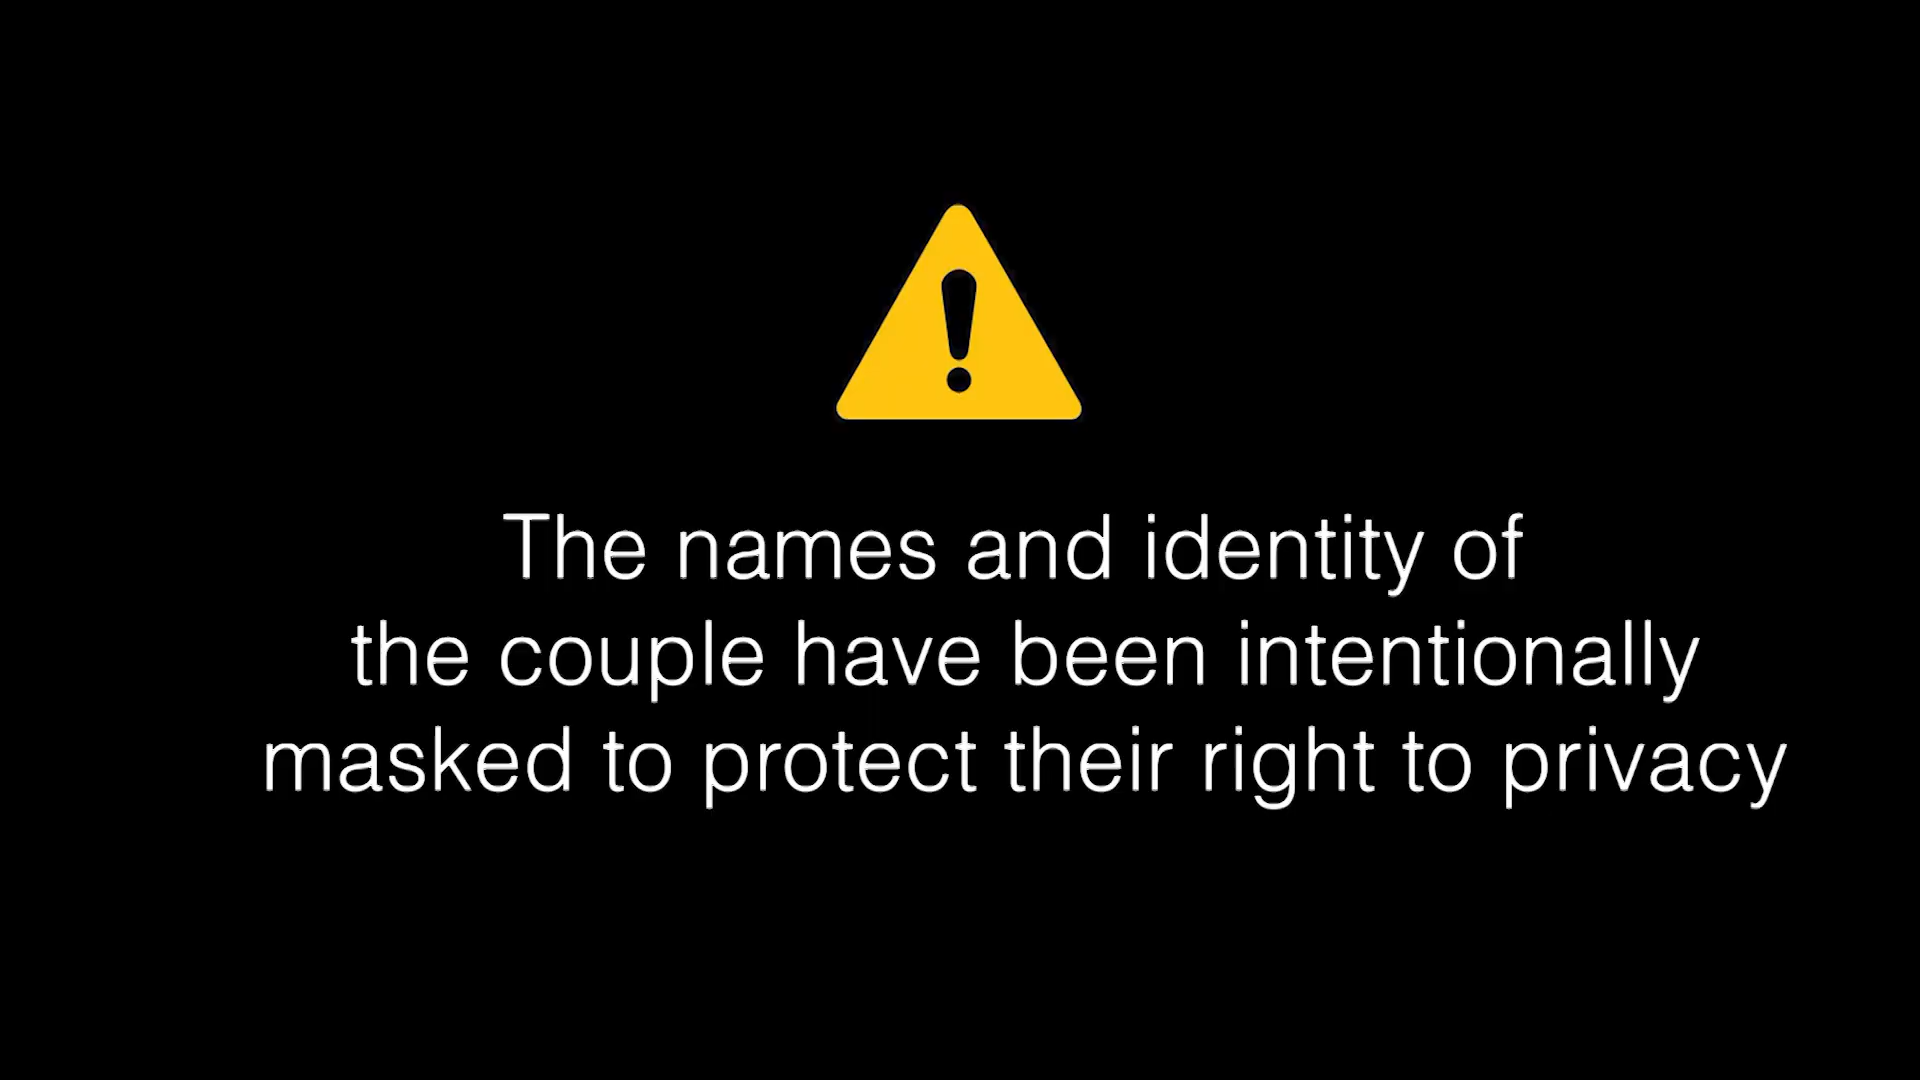 The names and identity of
the couple have been intentionally
masked to protect their right to privacy